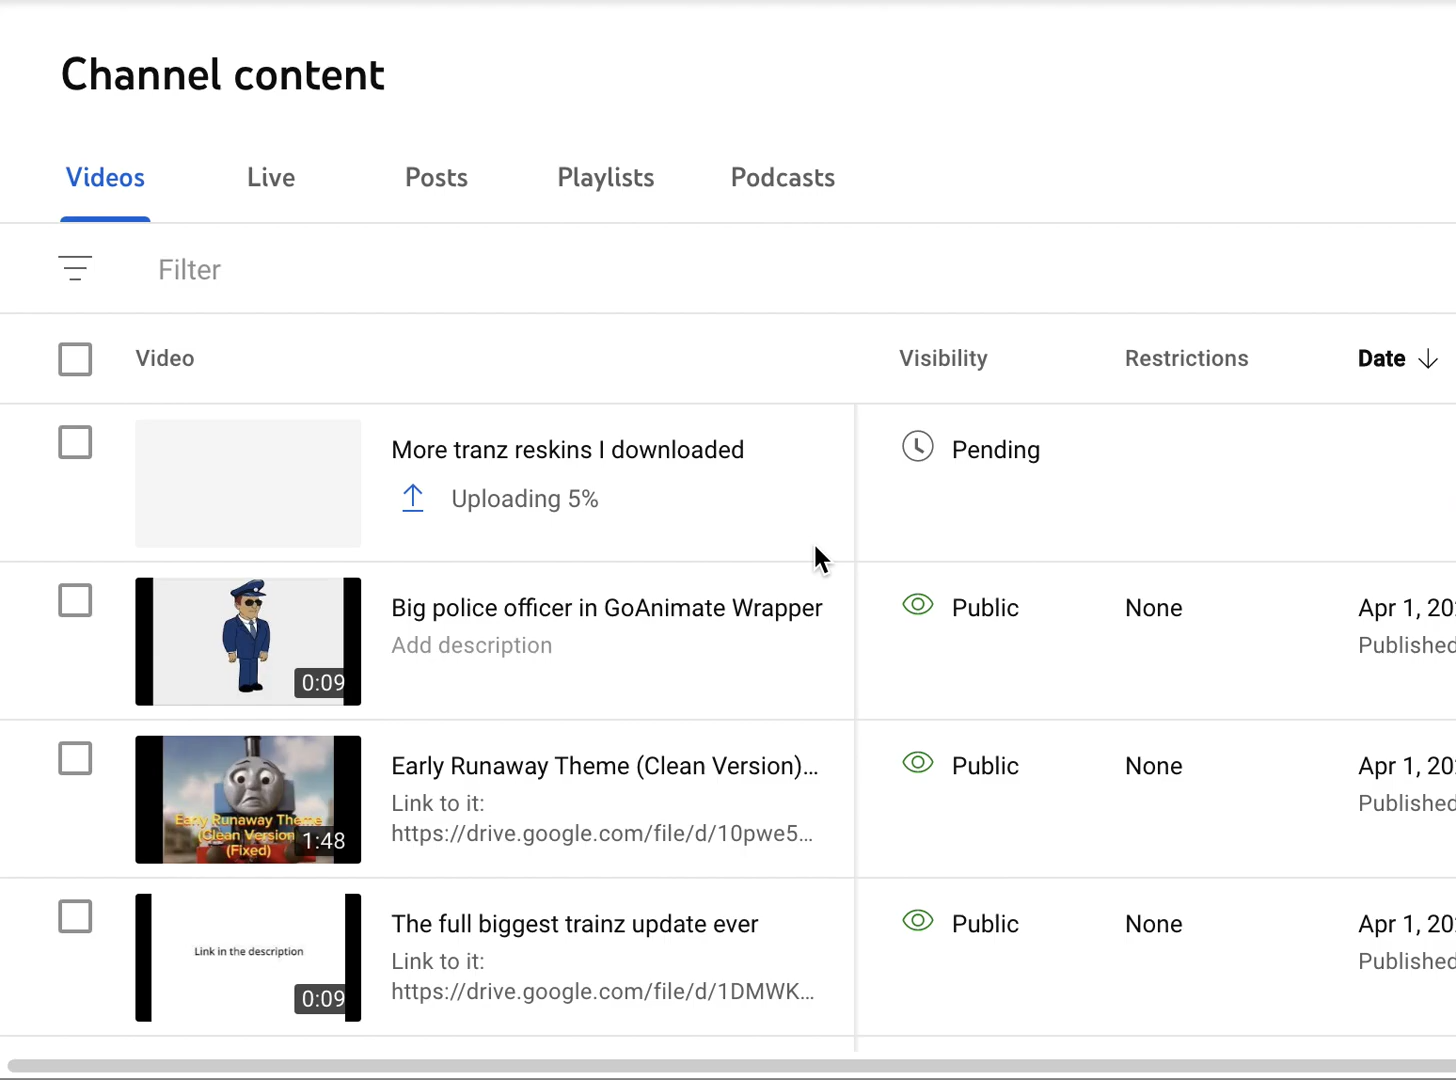 Channel content
Videos Live Posts Playlists Podcasts
Filter
Video Visibility Restrictions Date
More tranz reskins I downloaded Pending
Uploading 5%
Big police officer in GoAnimate Wrapper Public None Apr 1, 20
Add description Published
0:09
Early Runaway Theme (Clean Version)... Public None Apr 1, 20
Link to it: Published
https://drive.google.com/file/d/10pwe5...
Early Runaway Theme
(Clean Version
(Fixed)
1:48
The full biggest trainz update ever Public None Apr 1, 20
Link to it: Published
https://drive.google.com/file/d/1DMWK...
Link in the description
0:09